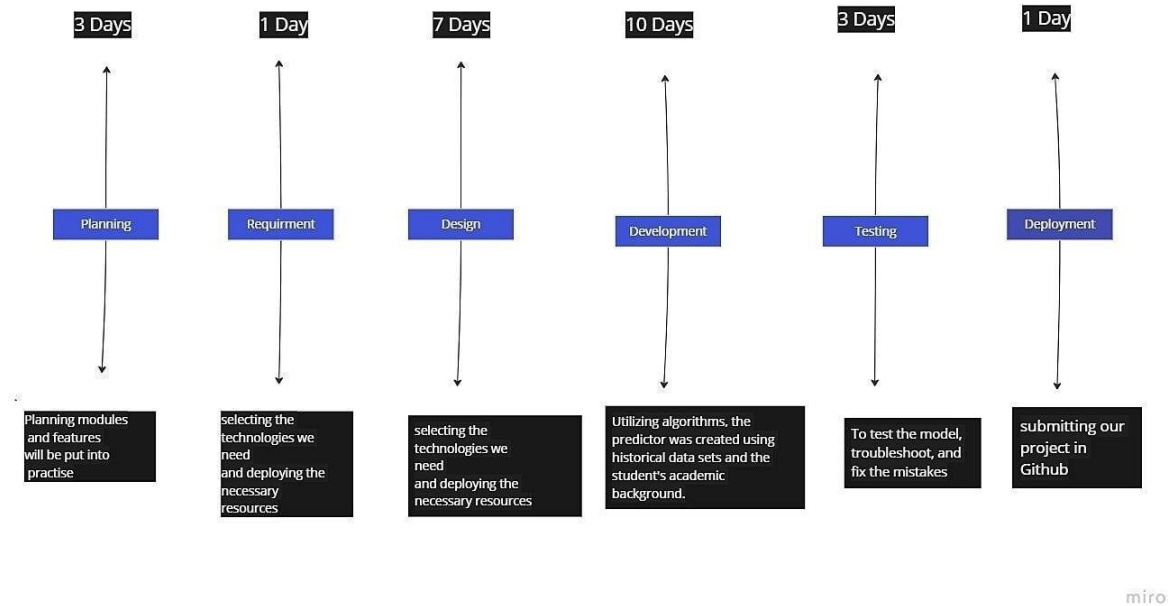 3 Days
1 Day
7 Days
10 Days
3 Days
1 Day
Planning
Requirment
Design
Development
Testing
Deployment
Planning modules
and features
will be put into
practise
selecting the
technologies we
need
and deploying the
necessary
resources
selecting the
technologies we
need
and deploying the
necessary resources
Utilizing algorithms, the
predictor was created using
historical data sets and the
student's academic
background.
To test the model,
troubleshoot, and
fix the mistakes
submitting our
project in
Github
miro